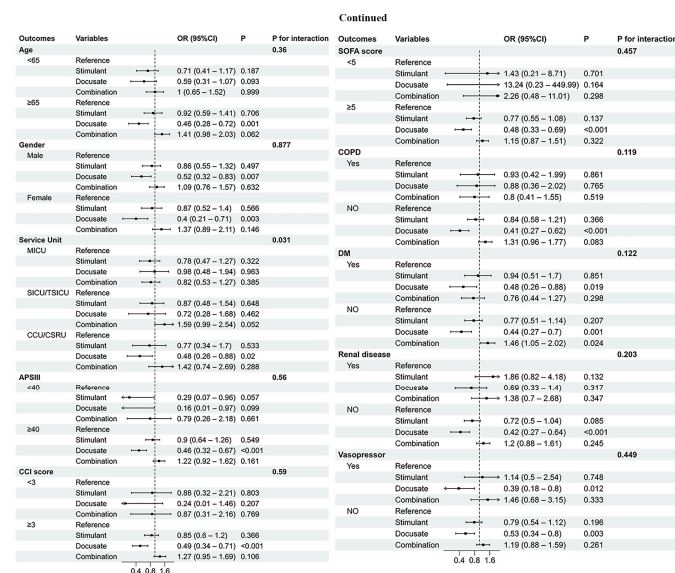 Continued
Outcomes Variables OR (95%CI) P P for interaction
Age 0.36
<65 Reference
Stimulant 0.71 (0.41 – 1.17) 0.187
Docusate 0.59 (0.31 – 1.07) 0.093
Combination 1 (0.65 – 1.52) 0.999
≥65 Reference
Stimulant 0.92 (0.59 – 1.41) 0.706
Docusate 0.46 (0.28 – 0.72) 0.001
Combination 1.41 (0.98 – 2.03) 0.062
Gender 0.877
Male Reference
Stimulant 0.86 (0.55 – 1.32) 0.497
Docusate 0.52 (0.32 – 0.83) 0.007
Combination 1.09 (0.76 – 1.57) 0.632
Female Reference
Stimulant 0.87 (0.52 – 1.4) 0.566
Docusate 0.4 (0.21 – 0.71) 0.003
Combination 1.37 (0.89 – 2.11) 0.146
Service Unit 0.031
MICU Reference
Stimulant 0.78 (0.47 – 1.27) 0.322
Docusate 0.98 (0.48 – 1.94) 0.963
Combination 0.82 (0.53 – 1.27) 0.385
SICU/TSICU Reference
Stimulant 0.87 (0.48 – 1.54) 0.648
Docusate 0.72 (0.28 – 1.68) 0.462
Combination 1.59 (0.99 – 2.54) 0.052
CCU/CSRU Reference
Stimulant 0.77 (0.34 – 1.7) 0.533
Docusate 0.48 (0.26 – 0.88) 0.02
Combination 1.42 (0.74 – 2.69) 0.288
APSIII 0.56
<40 Reference
Stimulant 0.29 (0.07 – 0.96) 0.057
Docusate 0.16 (0.01 – 0.97) 0.099
Combination 0.79 (0.26 – 2.18) 0.661
≥40 Reference
Stimulant 0.9 (0.64 – 1.26) 0.549
Docusate 0.46 (0.32 – 0.67) <0.001
Combination 1.22 (0.92 – 1.62) 0.161
CCI score 0.59
<3 Reference
Stimulant 0.88 (0.32 – 2.21) 0.803
Docusate 0.24 (0.01 – 1.46) 0.207
Combination 0.87 (0.31 – 2.16) 0.769
≥3 Reference
Stimulant 0.85 (0.6 – 1.2) 0.366
Docusate 0.49 (0.34 – 0.71) <0.001
Combination 1.27 (0.95 – 1.69) 0.106
0.4 0.8 1.6
Outcomes Variables OR (95%CI) P P for interaction
SOFA score 0.457
<5 Reference
Stimulant 1.43 (0.21 – 8.71) 0.701
Docusate 13.24 (0.23 – 449.99) 0.164
Combination 2.26 (0.48 – 11.01) 0.298
≥5 Reference
Stimulant 0.77 (0.55 – 1.08) 0.137
Docusate 0.48 (0.33 – 0.69) <0.001
Combination 1.15 (0.87 – 1.51) 0.322
COPD 0.119
Yes Reference
Stimulant 0.93 (0.42 – 1.99) 0.861
Docusate 0.88 (0.36 – 2.02) 0.765
Combination 0.8 (0.41 – 1.55) 0.519
NO Reference
Stimulant 0.84 (0.58 – 1.21) 0.366
Docusate 0.41 (0.27 – 0.62) <0.001
Combination 1.31 (0.96 – 1.77) 0.083
DM 0.122
Yes Reference
Stimulant 0.94 (0.51 – 1.7) 0.851
Docusate 0.48 (0.26 – 0.88) 0.019
Combination 0.76 (0.44 – 1.27) 0.298
NO Reference
Stimulant 0.77 (0.51 – 1.14) 0.207
Docusate 0.44 (0.27 – 0.7) 0.001
Combination 1.46 (1.05 – 2.02) 0.024
Renal disease 0.203
Yes Reference
Stimulant 1.86 (0.82 – 4.18) 0.132
Docusate 0.69 (0.33 – 1.4) 0.317
Combination 1.38 (0.7 – 2.68) 0.347
NO Reference
Stimulant 0.72 (0.5 – 1.04) 0.085
Docusate 0.42 (0.27 – 0.64) <0.001
Combination 1.2 (0.88 – 1.61) 0.245
Vasopressor 0.449
Yes Reference
Stimulant 1.14 (0.5 – 2.54) 0.748
Docusate 0.39 (0.18 – 0.8) 0.012
Combination 1.46 (0.68 – 3.15) 0.333
NO Reference
Stimulant 0.79 (0.54 – 1.12) 0.196
Docusate 0.53 (0.34 – 0.8) 0.003
Combination 1.19 (0.88 – 1.59) 0.261
0.4 0.8 1.6